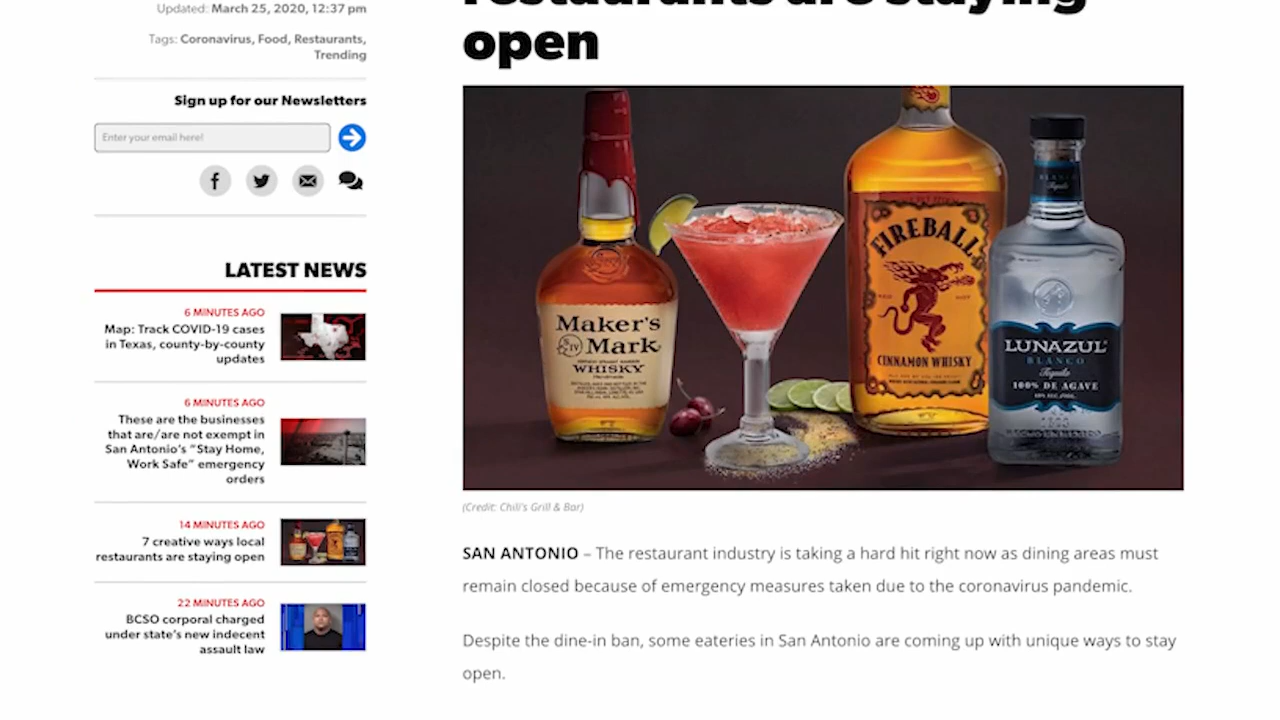 Updated: March 25, 2020, 12:37 pm
Tags: Coronavirus, Food, Restaurants,
Trending
Sign up for our Newsletters
Enter your email here!
LATEST NEWS
6 MINUTES AGO
Map: Track COVID-19 cases
in Texas, county-by-county
updates
6 MINUTES AGO
These are the businesses
that are/are not exempt in
San Antonio's "Stay Home,
Work Safe" emergency
orders
14 MINUTES AGO
7 creative ways local
restaurants are staying open
22 MINUTES AGO
BCSO corporal charged
under state's new indecent
assault law
restaurants are staying
open
Maker's
Mark
WHISKY
FIREBALL
RED HOT
CINNAMON WHISKY
BLANCO
Tequila
LUNAZUL
BLANCO
Tequila
100% DE AGAVE
(Credit: Chili's Grill & Bar)
SAN ANTONIO – The restaurant industry is taking a hard hit right now as dining areas must
remain closed because of emergency measures taken due to the coronavirus pandemic.
Despite the dine-in ban, some eateries in San Antonio are coming up with unique ways to stay
open.